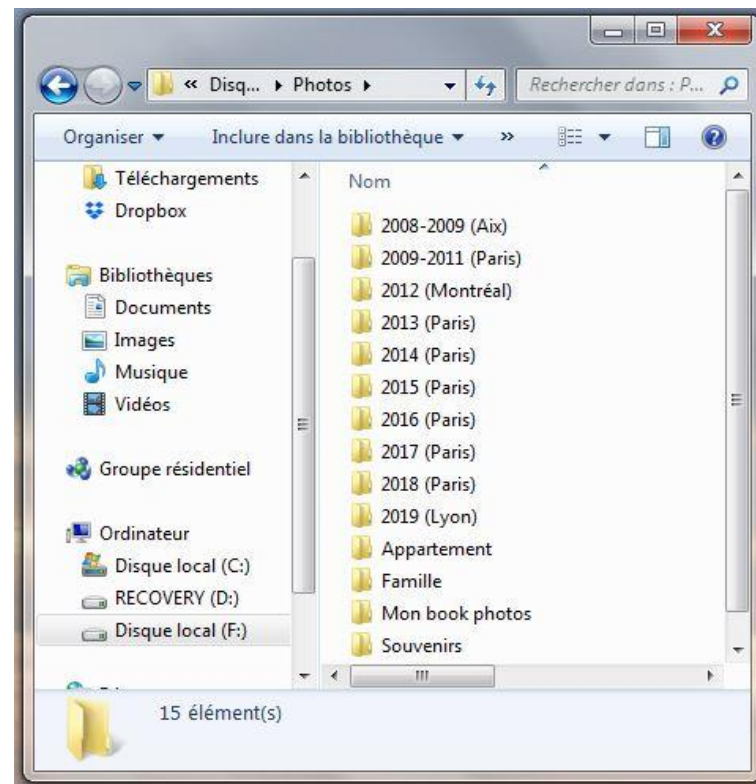 « Disq... ▸ Photos ▸
Rechercher dans : P...
Organiser
Inclure dans la bibliothèque
»
Téléchargements
Dropbox
Bibliothèques
Documents
Images
Musique
Vidéos
Groupe résidentiel
Ordinateur
Disque local (C:)
RECOVERY (D:)
Disque local (F:)
Nom
2008-2009 (Aix)
2009-2011 (Paris)
2012 (Montréal)
2013 (Paris)
2014 (Paris)
2015 (Paris)
2016 (Paris)
2017 (Paris)
2018 (Paris)
2019 (Lyon)
Appartement
Famille
Mon book photos
Souvenirs
15 élément(s)